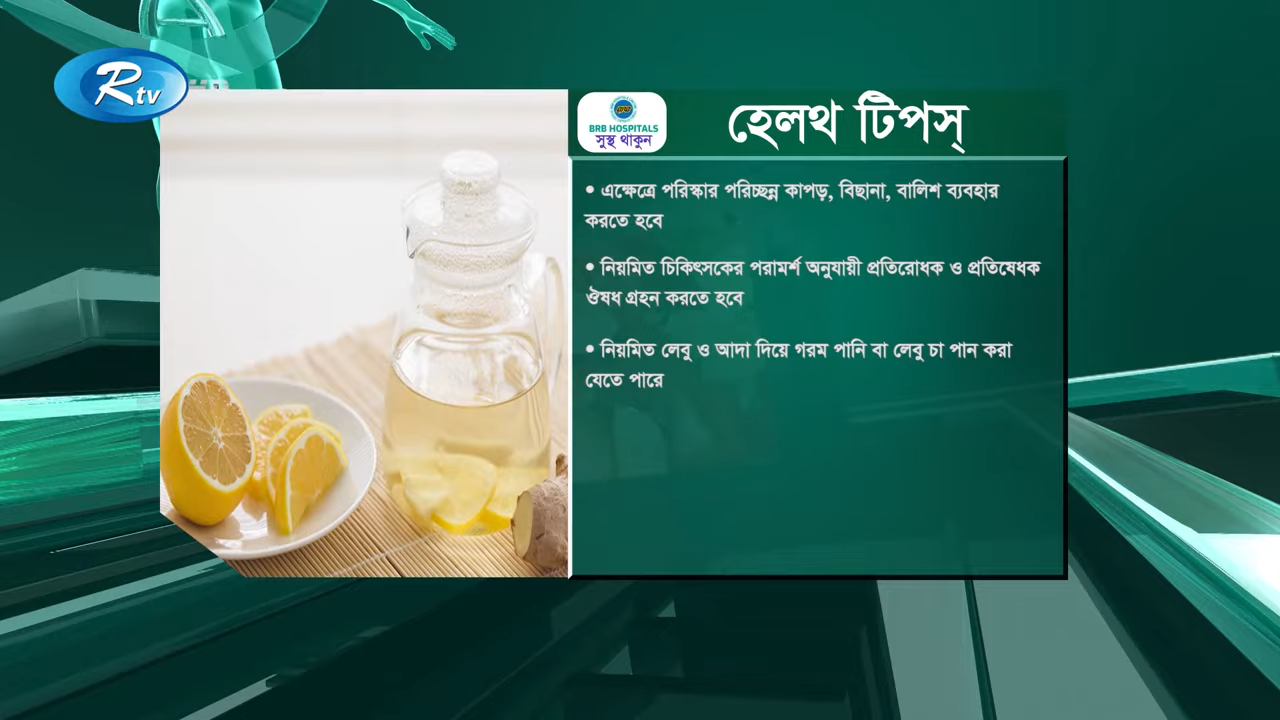 Rtv
BRB HOSPITALS
সুস্থ থাকুন
হেলথ টিপস্
• এক্ষেত্রে পরিস্কার পরিচ্ছন্ন কাপড়, বিছানা, বালিশ ব্যবহার
করতে হবে
• নিয়মিত চিকিৎসকের পরামর্শ অনুযায়ী প্রতিরোধক ও প্রতিষেধক
ঔষধ গ্রহন করতে হবে
• নিয়মিত লেবু ও আদা দিয়ে গরম পানি বা লেবু চা পান করা
যেতে পারে